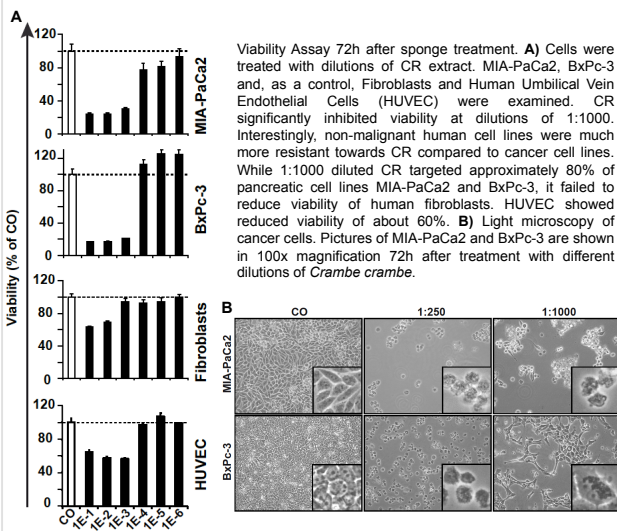 A
Viability (% of CO)
120
80
40
0
MIA-PaCa2
120
80
40
0
BxPc-3
120
80
40
0
Fibroblasts
120
80
40
0
HUVEC
CO
1E-1
1E-2
1E-3
1E-4
1E-5
1E-6
Viability Assay 72h after sponge treatment. A) Cells were
treated with dilutions of CR extract. MIA-PaCa2, BxPc-3
and, as a control, Fibroblasts and Human Umbilical Vein
Endothelial Cells (HUVEC) were examined. CR
significantly inhibited viability at dilutions of 1:1000.
Interestingly, non-malignant human cell lines were much
more resistant towards CR compared to cancer cell lines.
While 1:1000 diluted CR targeted approximately 80% of
pancreatic cell lines MIA-PaCa2 and BxPc-3, it failed to
reduce viability of human fibroblasts. HUVEC showed
reduced viability of about 60%. B) Light microscopy of
cancer cells. Pictures of MIA-PaCa2 and BxPc-3 are shown
in 100x magnification 72h after treatment with different
dilutions of Crambe crambe.
B
CO
1:250
1:1000
MIA-PaCa2
BxPc-3